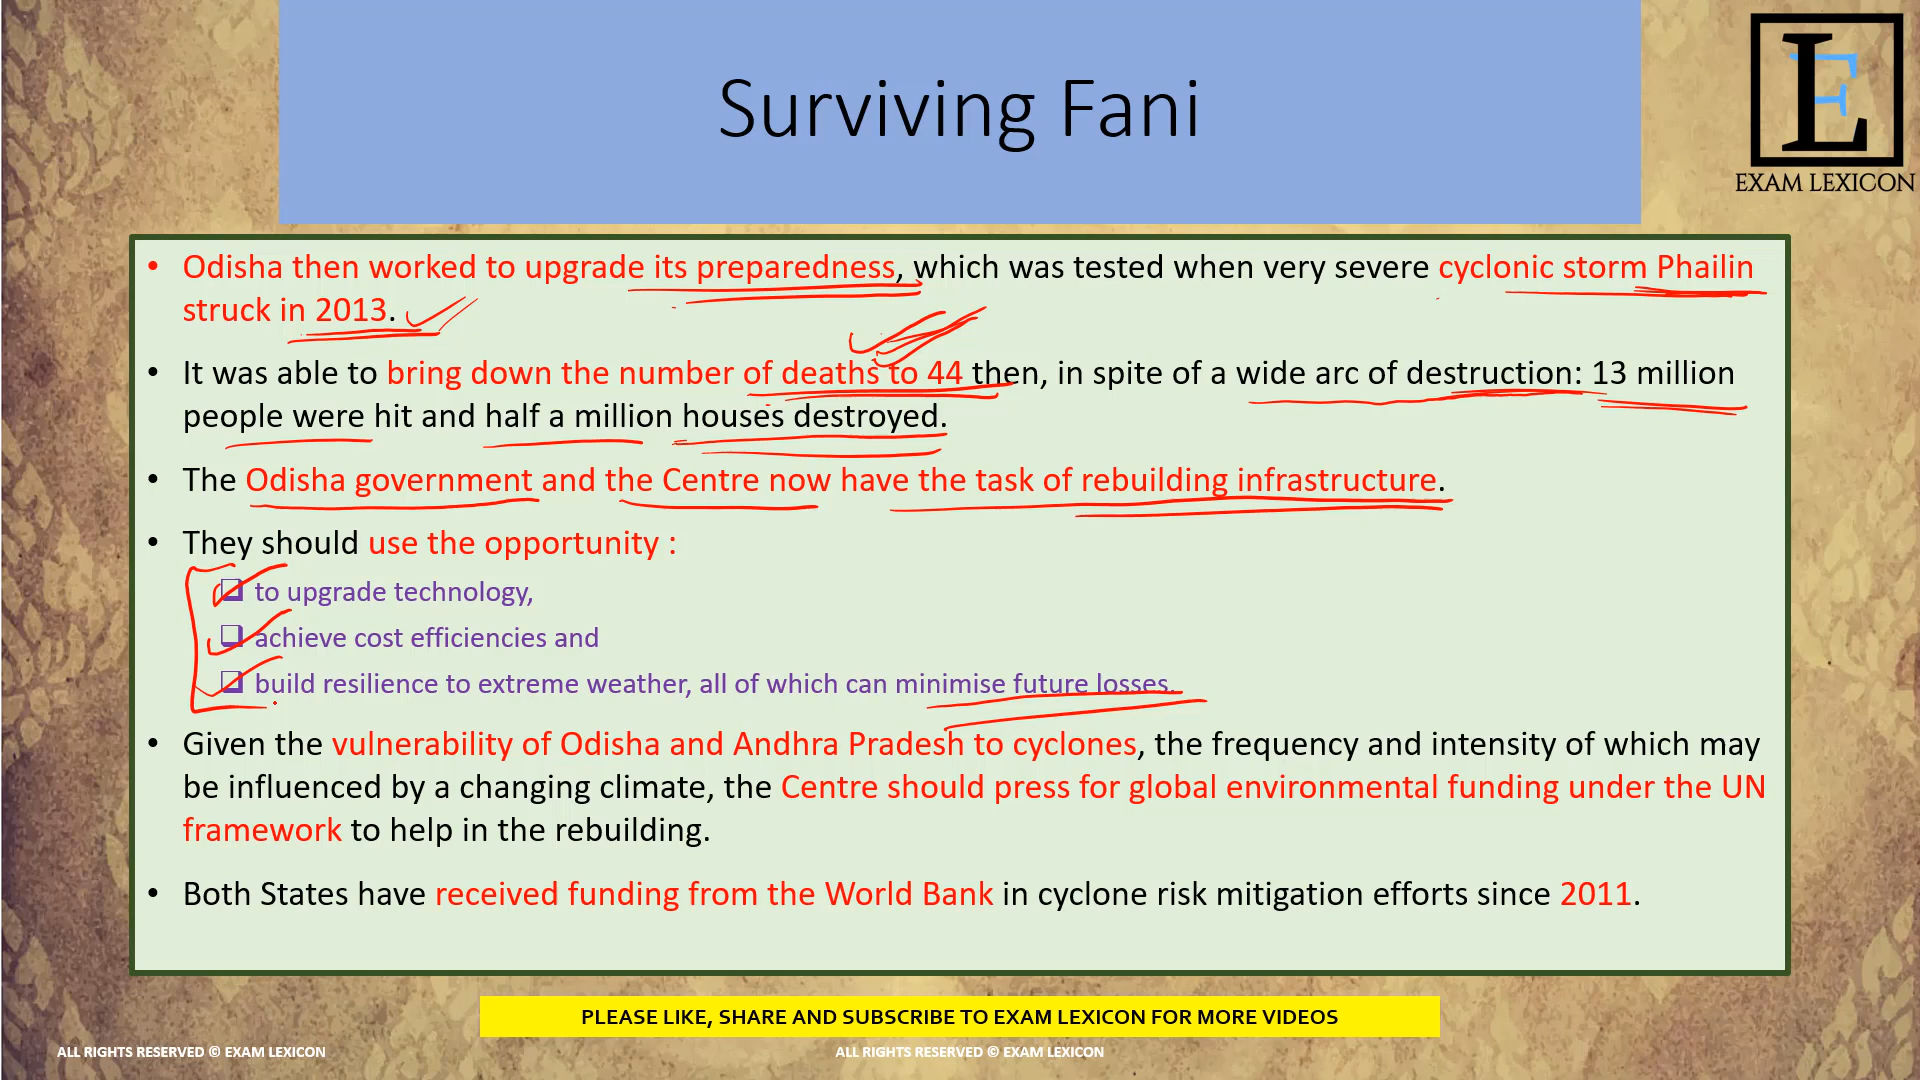 Surviving Fani
LE
EXAM LEXICON
• Odisha then worked to upgrade its preparedness, which was tested when very severe cyclonic storm Phailin
struck in 2013.
• It was able to bring down the number of deaths to 44 then, in spite of a wide arc of destruction: 13 million
people were hit and half a million houses destroyed.
• The Odisha government and the Centre now have the task of rebuilding infrastructure.
• They should use the opportunity :
❑ to upgrade technology,
❑ achieve cost efficiencies and
❑ build resilience to extreme weather, all of which can minimise future losses.
• Given the vulnerability of Odisha and Andhra Pradesh to cyclones, the frequency and intensity of which may
be influenced by a changing climate, the Centre should press for global environmental funding under the UN
framework to help in the rebuilding.
• Both States have received funding from the World Bank in cyclone risk mitigation efforts since 2011.
PLEASE LIKE, SHARE AND SUBSCRIBE TO EXAM LEXICON FOR MORE VIDEOS
ALL RIGHTS RESERVED © EXAM LEXICON
ALL RIGHTS RESERVED © EXAM LEXICON